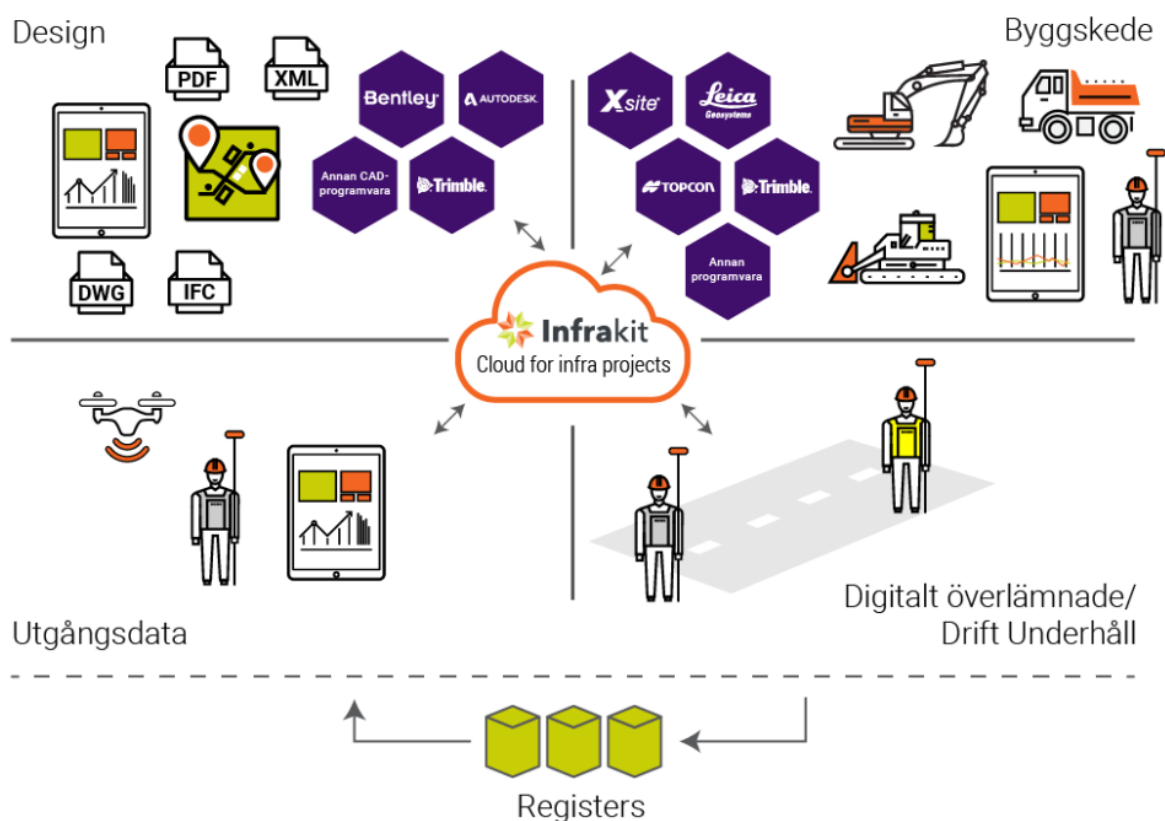 Design
PDF
XML
DWG
IFC
Bentley
AUTODESK
Annan CAD-
programvara
Trimble
Byggskede
Xsite
Leica
Geosystems
TOPCON
Trimble
Annan
programvara
Infrakit
Cloud for infra projects
Utgångsdata
Digitalt överlämnade/
Drift Underhåll
Registers